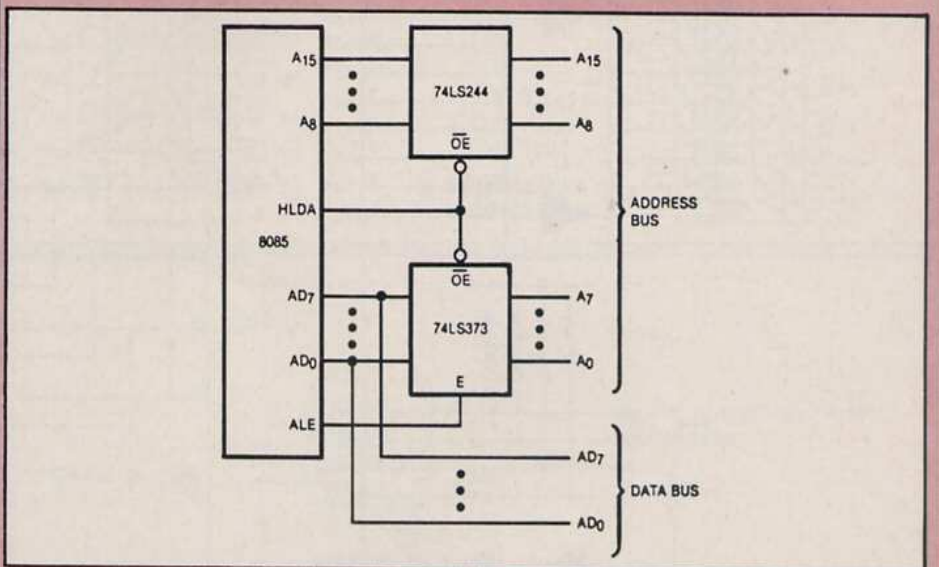 A15 A15
74LS244
A8 A8
OE
HLDA ADDRESS
BUS
8085
OE
AD7 A7
74LS373
AD0 A0
E
ALE
AD7
DATA BUS
AD0